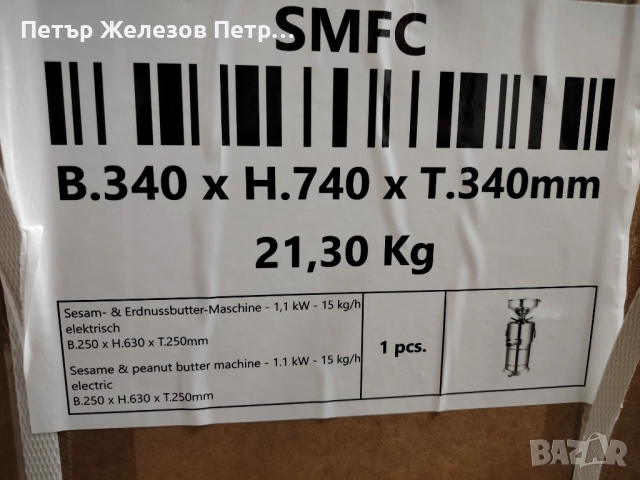 Петър Железов Петр...
SMFC
B.340 x H.740 x T.340mm
21,30 Kg
Sesam- & Erdnussbutter-Maschine - 1,1 kW - 15 kg/h
elektrisch
B.250 x H.630 x T.250mm
Sesame & peanut butter machine - 1.1 kW - 15 kg/h
electric
B.250 x H.630 x T.250mm
1 pcs.
BAZAR